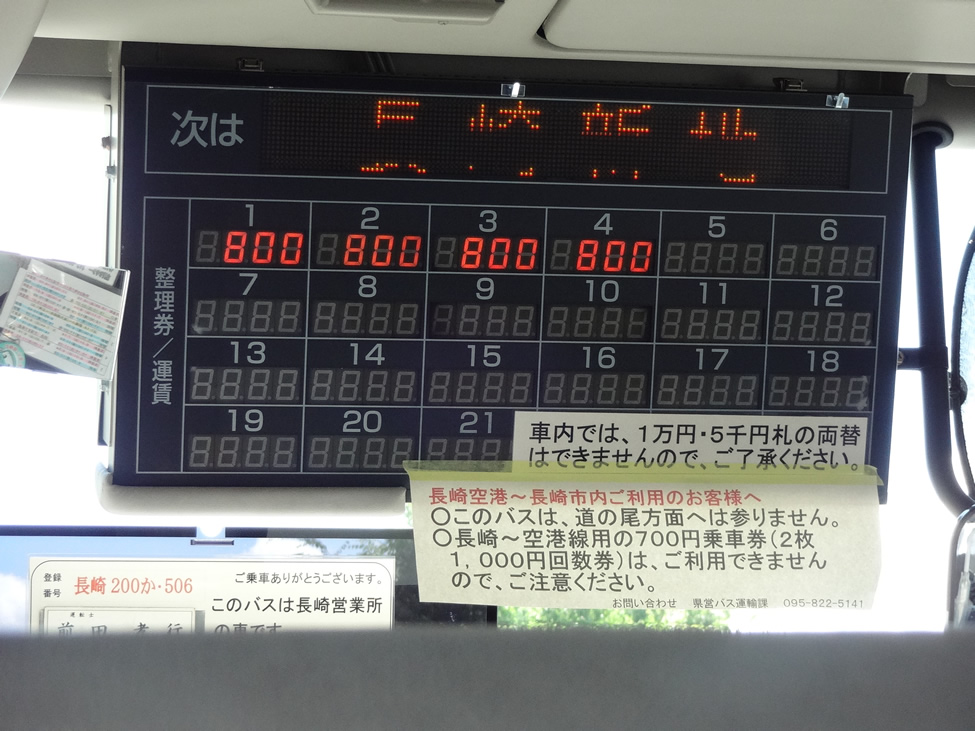 次は
整理券／運賃
1 2 3 4 5 6
800 800 800 800
7 8 9 10 11 12
13 14 15 16 17 18
19 20 21
車内では、1万円・5千円札の両替
はできませんので、ご了承ください。
長崎空港～長崎市内ご利用のお客様へ
○このバスは、道の尾方面へは参りません。
○長崎～空港線用の700円乗車券（2枚
1，000円回数券）は、ご利用できません
ので、ご注意ください。
お問い合わせ 県営バス運輸課 095-822-5141
登録
番号
長崎 200か・506
ご乗車ありがとうございます。
このバスは長崎営業所
の車です
運転士
前田 孝行